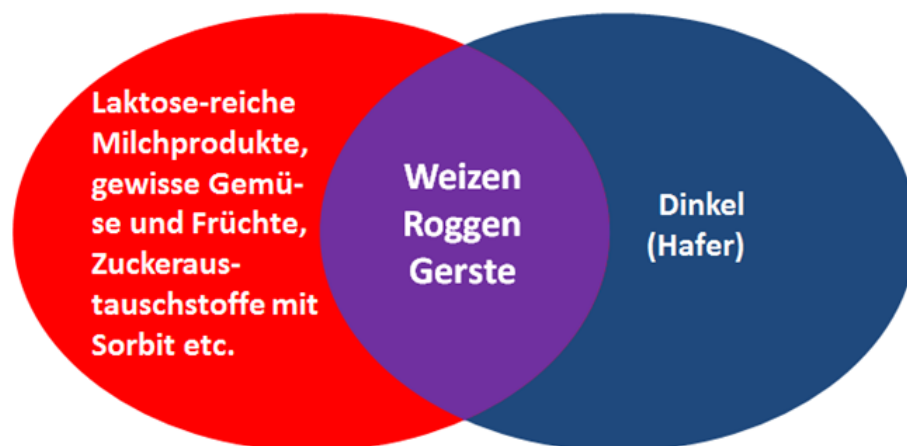 Laktose-reiche
Milchprodukte,
gewisse Gemü-
se und Früchte,
Zuckeraus-
tauschstoffe mit
Sorbit etc.
Weizen
Roggen
Gerste
Dinkel
(Hafer)